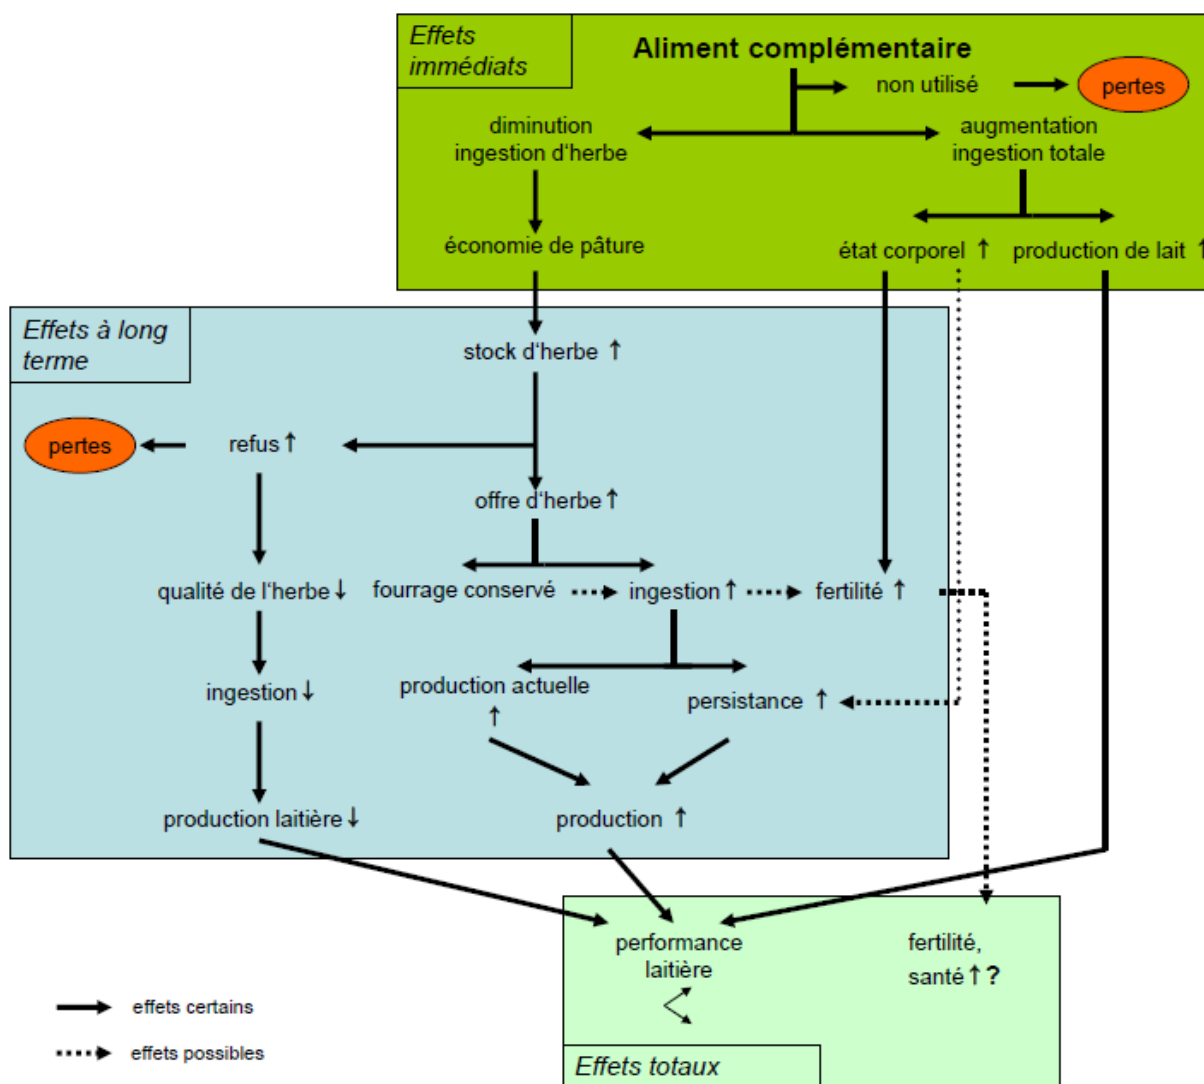 Effets
immédiats
Aliment complémentaire
non utilisé
pertes
diminution
ingestion d‘herbe
augmentation
ingestion totale
économie de pâture
état corporel ↑
production de lait ↑
Effets à long
terme
stock d‘herbe ↑
pertes
refus ↑
offre d‘herbe ↑
qualité de l‘herbe ↓
fourrage conservé
ingestion ↑
fertilité ↑
ingestion ↓
production actuelle
↑
persistance ↑
production laitière ↓
production ↑
performance
laitière
fertilité,
santé ↑ ?
effets certains
effets possibles
Effets totaux